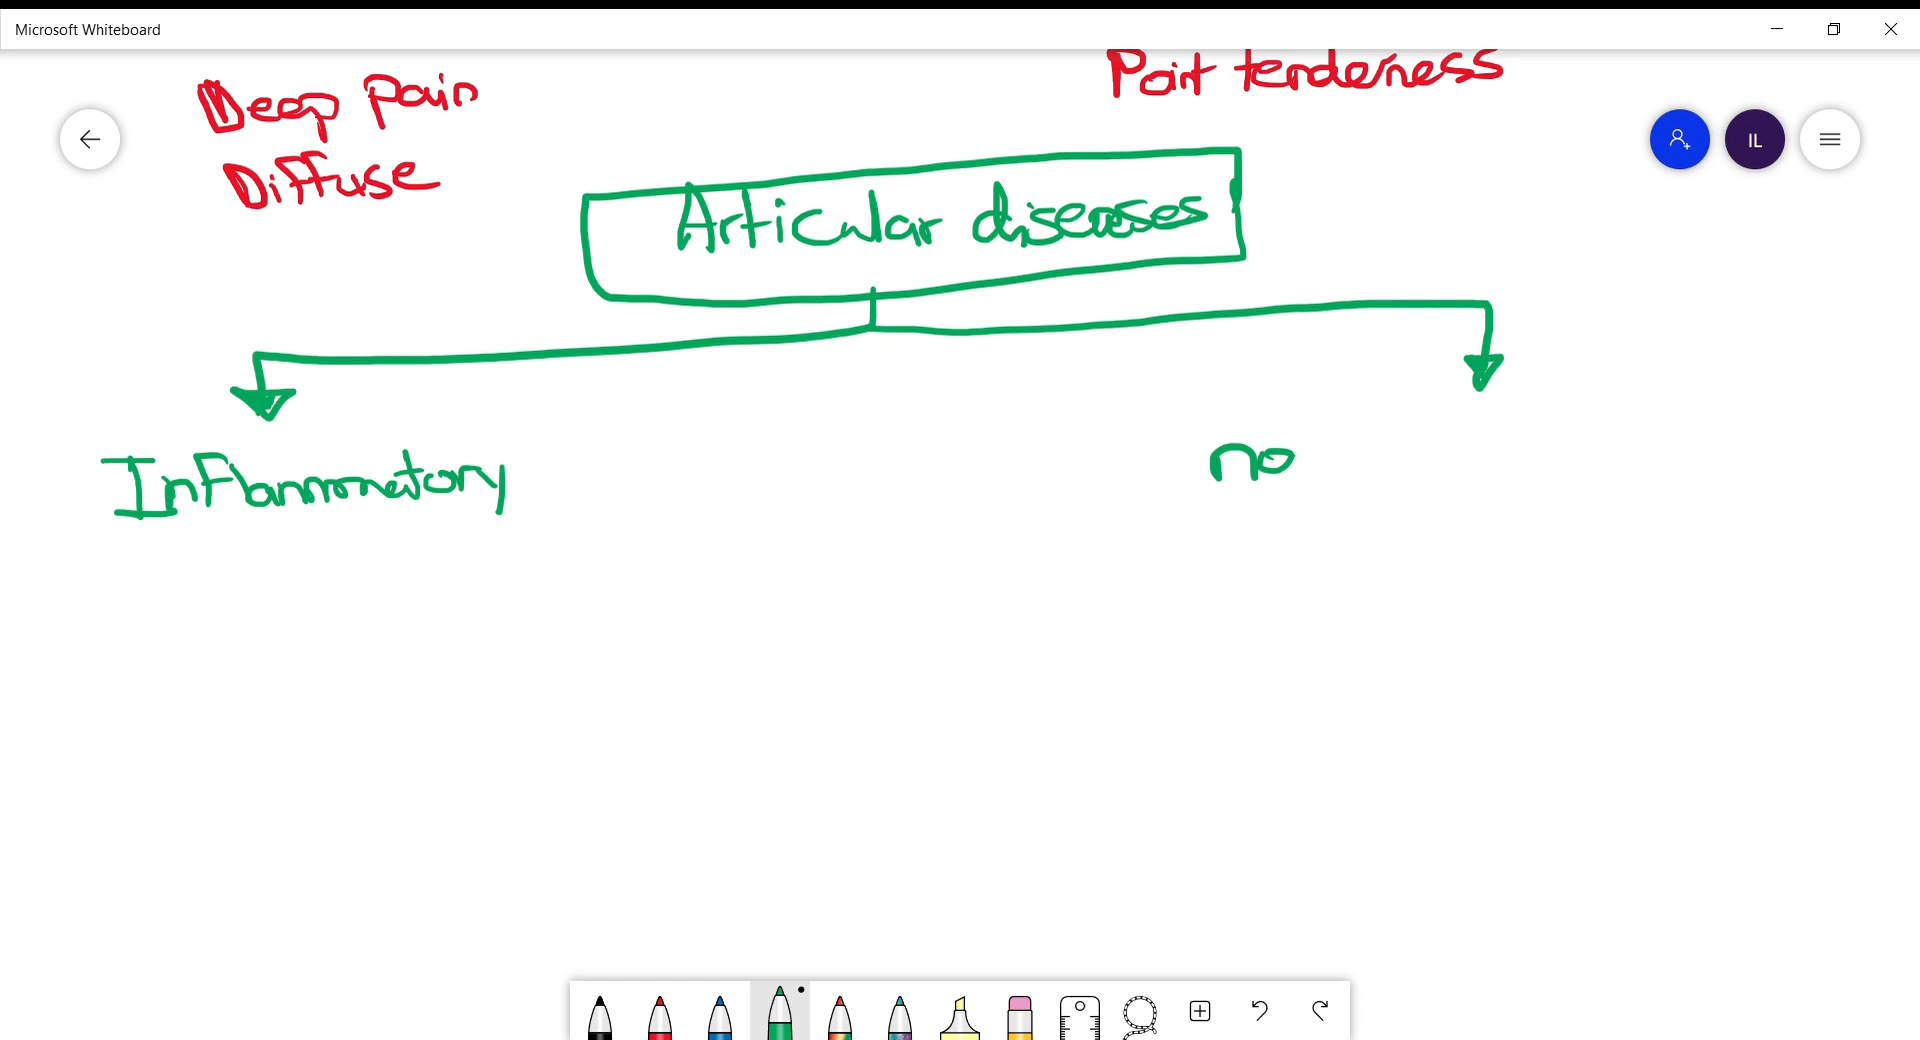 Microsoft Whiteboard
Deep Pain
Diffuse
Point tenderness
IL
Articular diseases
Inflammatory
no